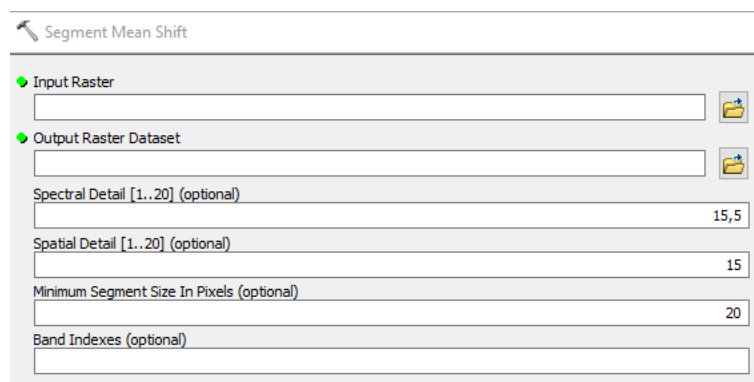 Segment Mean Shift
Input Raster
Output Raster Dataset
Spectral Detail [1..20] (optional)
15,5
Spatial Detail [1..20] (optional)
15
Minimum Segment Size In Pixels (optional)
20
Band Indexes (optional)